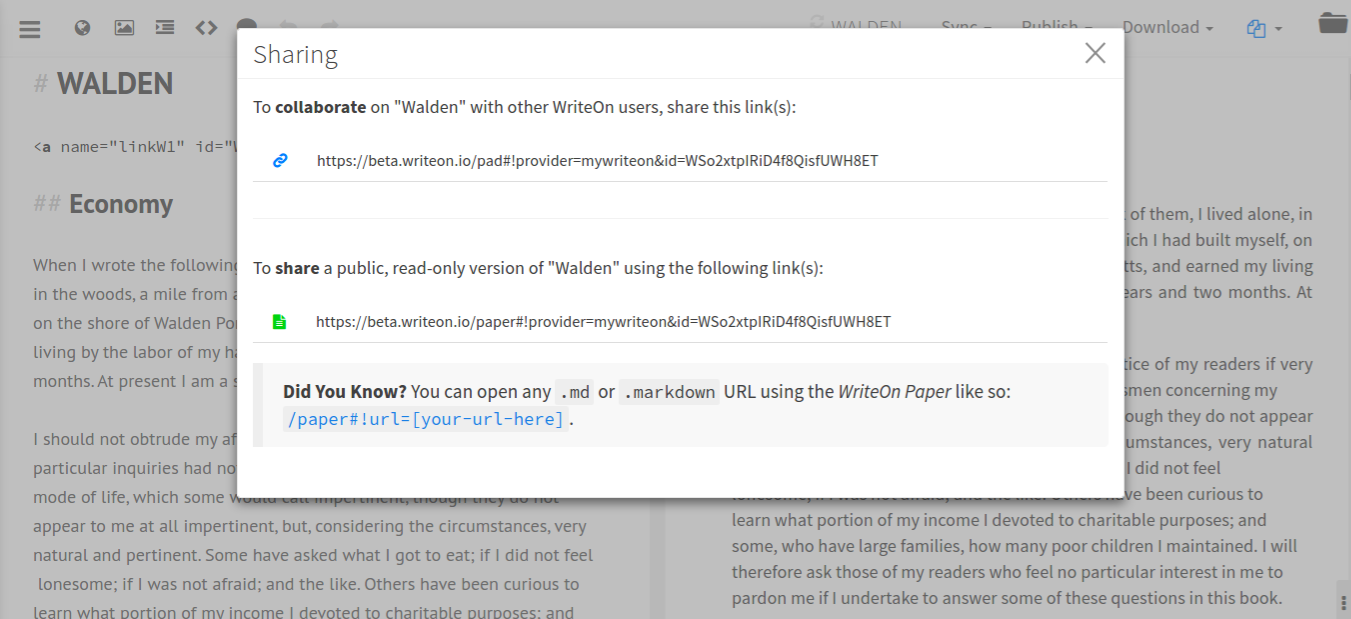 WALDEN Sync Publish Download
Sharing
# WALDEN
To collaborate on "Walden" with other WriteOn users, share this link(s):
<a name="linkW1" id="
https://beta.writeon.io/pad#!provider=mywriteon&id=WSo2xtpIRiD4f8QisfUWH8ET
## Economy
To share a public, read-only version of "Walden" using the following link(s):
https://beta.writeon.io/paper#!provider=mywriteon&id=WSo2xtpIRiD4f8QisfUWH8ET
Did You Know? You can open any .md or .markdown URL using the WriteOn Paper like so:
/paper#!url=[your-url-here].
When I wrote the following
in the woods, a mile from
on the shore of Walden
living by the labor of my
months. At present I am a
I should not obtrude my
particular inquiries had
mode of life, which some would call impertinent, though they do not
appear to me at all impertinent, but, considering the circumstances, very
natural and pertinent. Some have asked what I got to eat; if I did not feel
lonesome; if I was not afraid; and the like. Others have been curious to
learn what portion of my income I devoted to charitable purposes; and
of them, I lived alone, in
I had built myself, on
and earned my living
and two months. At
of my readers if very
concerning my
they do not appear
very natural
I did not feel
lonesome; if I was not afraid; and the like. Others have been curious to
learn what portion of my income I devoted to charitable purposes; and
some, who have large families, how many poor children I maintained. I will
therefore ask those of my readers who feel no particular interest in me to
pardon me if I undertake to answer some of these questions in this book.